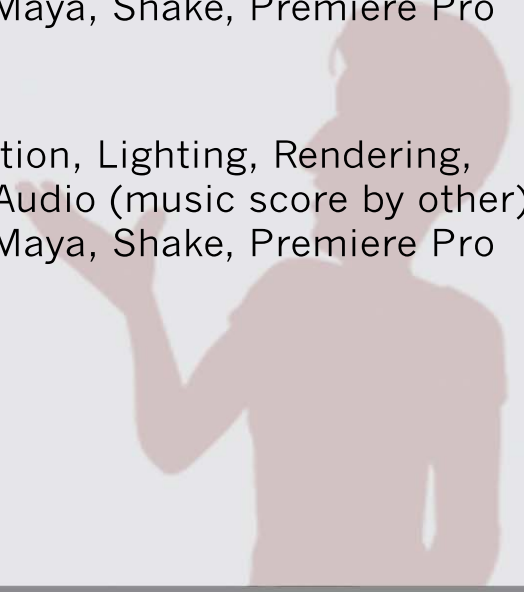 Maya, Shake, Premiere Pro
tion, Lighting, Rendering,
Audio (music score by other)
Maya, Shake, Premiere Pro